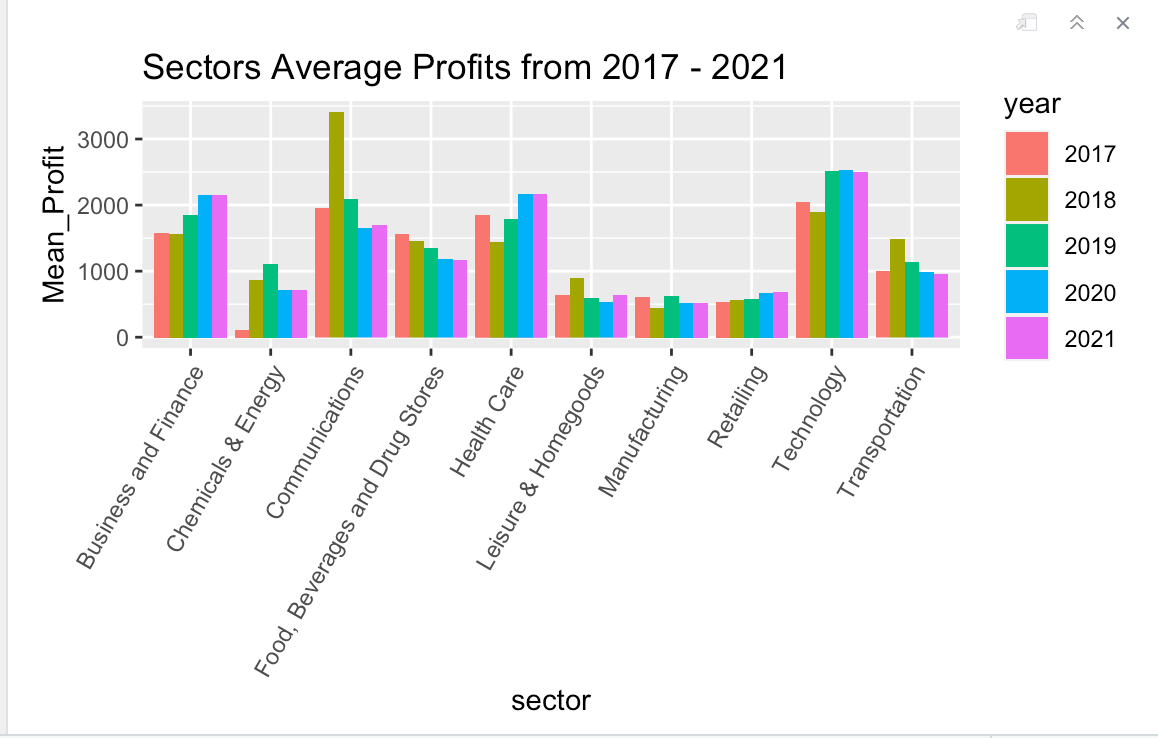 Sectors Average Profits from 2017 - 2021
Mean_Profit
3000
2000
1000
0
Business and Finance
Chemicals & Energy
Communications
Food, Beverages and Drug Stores
Health Care
Leisure & Homegoods
Manufacturing
Retailing
Technology
Transportation
sector
year
2017
2018
2019
2020
2021